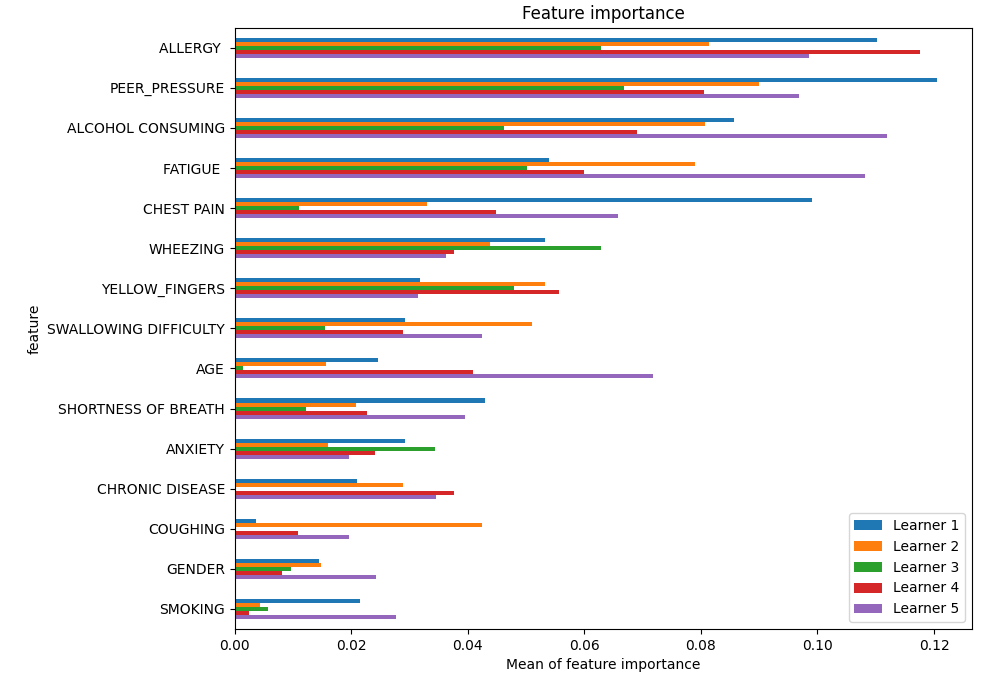 Feature importance
ALLERGY
PEER_PRESSURE
ALCOHOL CONSUMING
FATIGUE
CHEST PAIN
WHEEZING
YELLOW_FINGERS
SWALLOWING DIFFICULTY
AGE
SHORTNESS OF BREATH
ANXIETY
CHRONIC DISEASE
COUGHING
GENDER
SMOKING
feature
Learner 1
Learner 2
Learner 3
Learner 4
Learner 5
0.00 0.02 0.04 0.06 0.08 0.10 0.12
Mean of feature importance